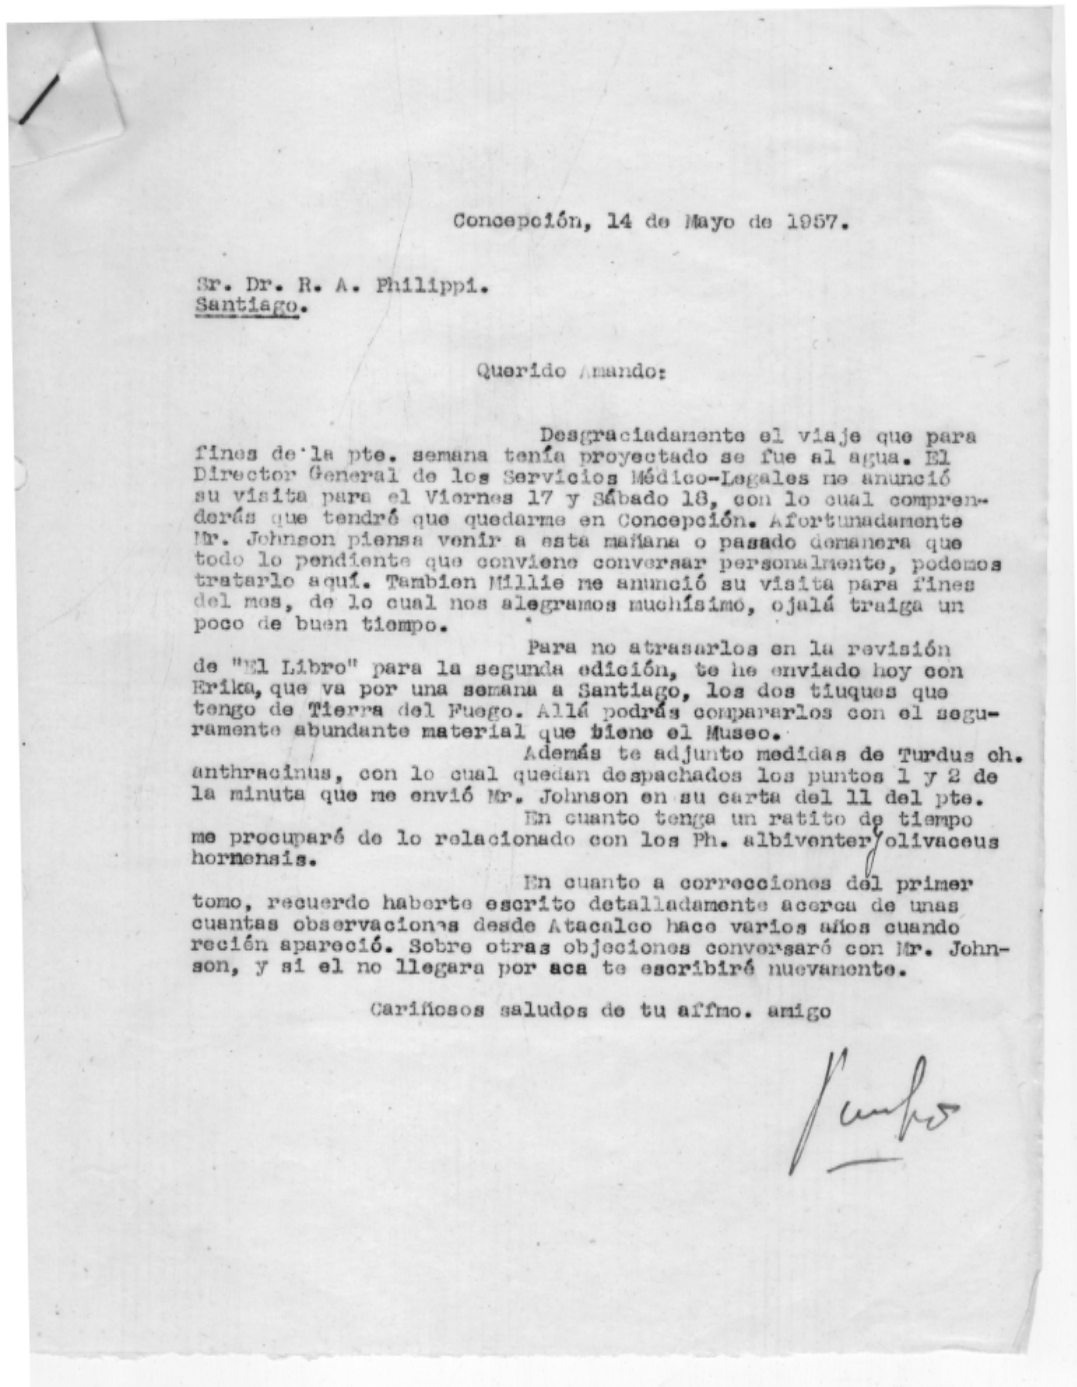 Concepción, 14 de Mayo de 1957.
Sr. Dr. R. A. Philippi.
Santiago.
Querido Amando:
Desgraciadamente el viaje que para
fines de la pte. semana tenía proyectado se fue al agua. El
Director General de los Servicios Médico-Legales me anunció
su visita para el Viernes 17 y Sábado 18, con lo cual compren-
derás que tendré que quedarme en Concepción. Afortunadamente
Mr. Johnson piensa venir a esta mañana o pasado demanera que
todo lo pendiente que conviene conversar personalmente, podemos
tratarlo aquí. Tambien Millie me anunció su visita para fines
del mes, de lo cual nos alegramos muchísimo, ojalá traiga un
poco de buen tiempo.
Para no atrasarlos en la revisión
de "El Libro" para la segunda edición, te he enviado hoy con
Erika, que va por una semana a Santiago, los dos tiuques que
tengo de Tierra del Fuego. Allá podrás compararlos con el segu-
ramente abundante material que tiene el Museo.
Además te adjunto medidas de Turdus ch.
anthracinus, con lo cual quedan despachados los puntos 1 y 2 de
la minuta que me envió Mr. Johnson en su carta del 11 del pte.
En cuanto tenga un ratito de tiempo
me procuparé de lo relacionado con los Ph. albiventer y olivaceus
hornensis.
En cuanto a correcciones del primer
tomo, recuerdo haberte escrito detalladamente acerca de unas
cuantas observaciones desde Atacalco hace varios años cuando
recién apareció. Sobre otras objeciones conversaré con Mr. John-
son, y si el no llegara por aca te escribiré nuevamente.
Cariñosos saludos de tu affmo. amigo